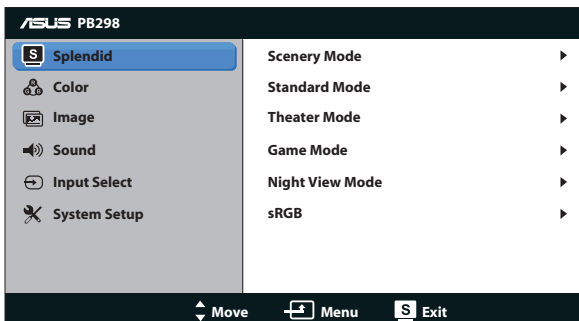 ASUS PB298
S Splendid
Color
Image
Sound
Input Select
System Setup
Scenery Mode
Standard Mode
Theater Mode
Game Mode
Night View Mode
sRGB
Move Menu S Exit